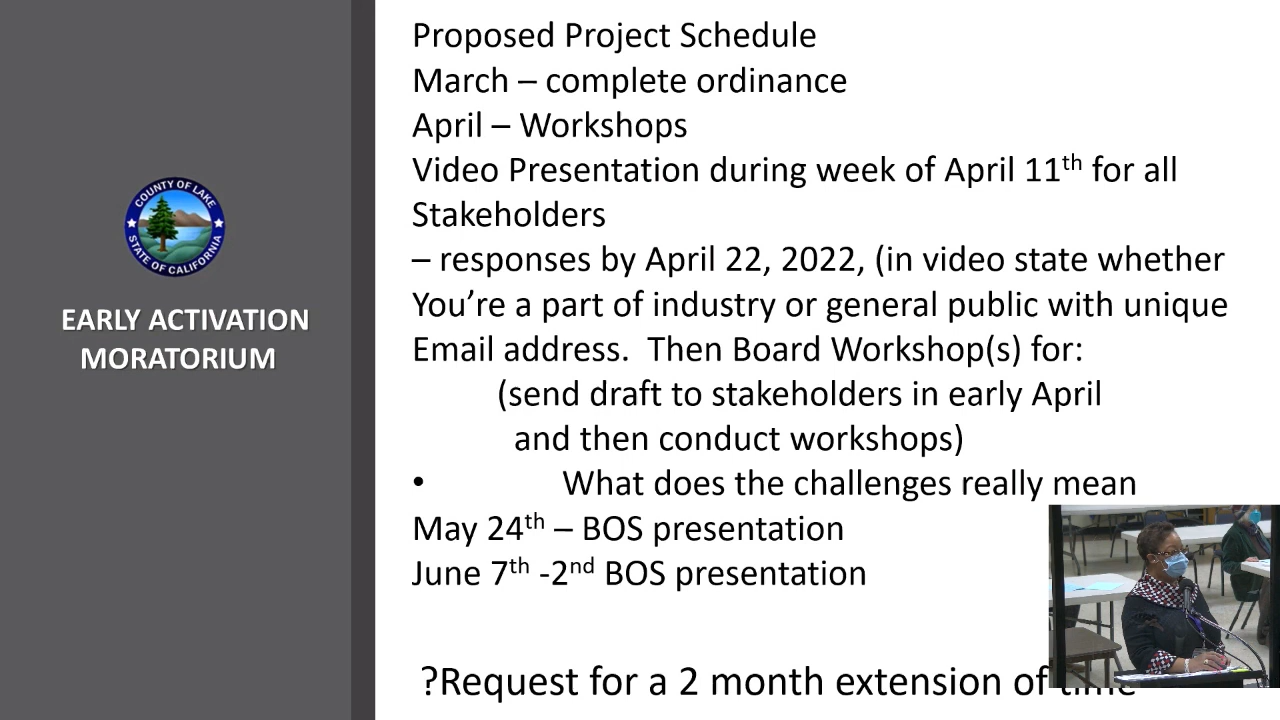 COUNTY OF LAKE
STATE OF CALIFORNIA
EARLY ACTIVATION
MORATORIUM
Proposed Project Schedule
March – complete ordinance
April – Workshops
Video Presentation during week of April 11th for all
Stakeholders
– responses by April 22, 2022, (in video state whether
You’re a part of industry or general public with unique
Email address.  Then Board Workshop(s) for:
(send draft to stakeholders in early April
and then conduct workshops)
• What does the challenges really mean
May 24th – BOS presentation
June 7th -2nd BOS presentation
?Request for a 2 month extension of time